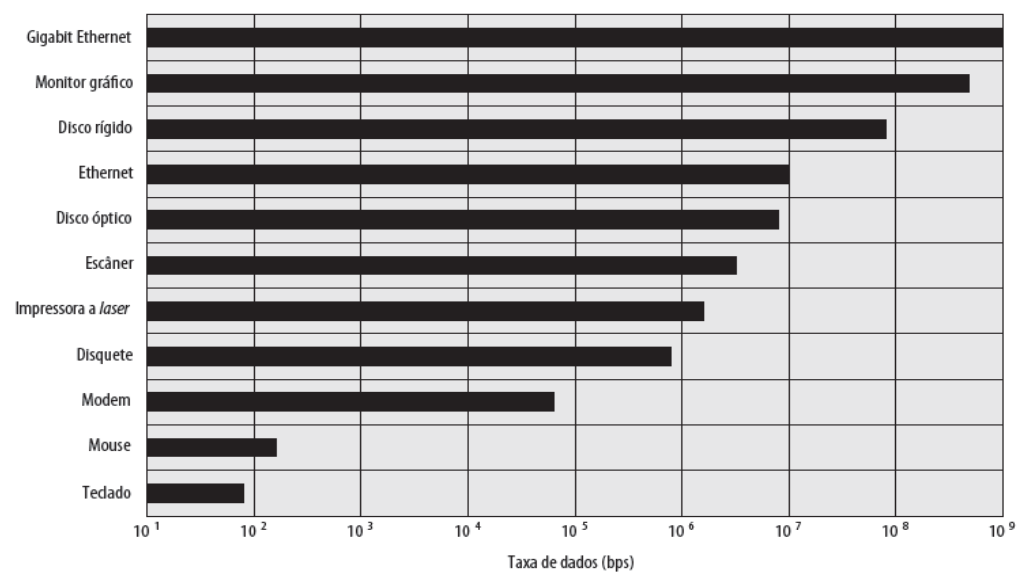 Gigabit Ethernet
Monitor gráfico
Disco rígido
Ethernet
Disco óptico
Escâner
Impressora a laser
Disquete
Modem
Mouse
Teclado
10 1 10 2 10 3 10 4 10 5 10 6 10 7 10 8 10 9
Taxa de dados (bps)